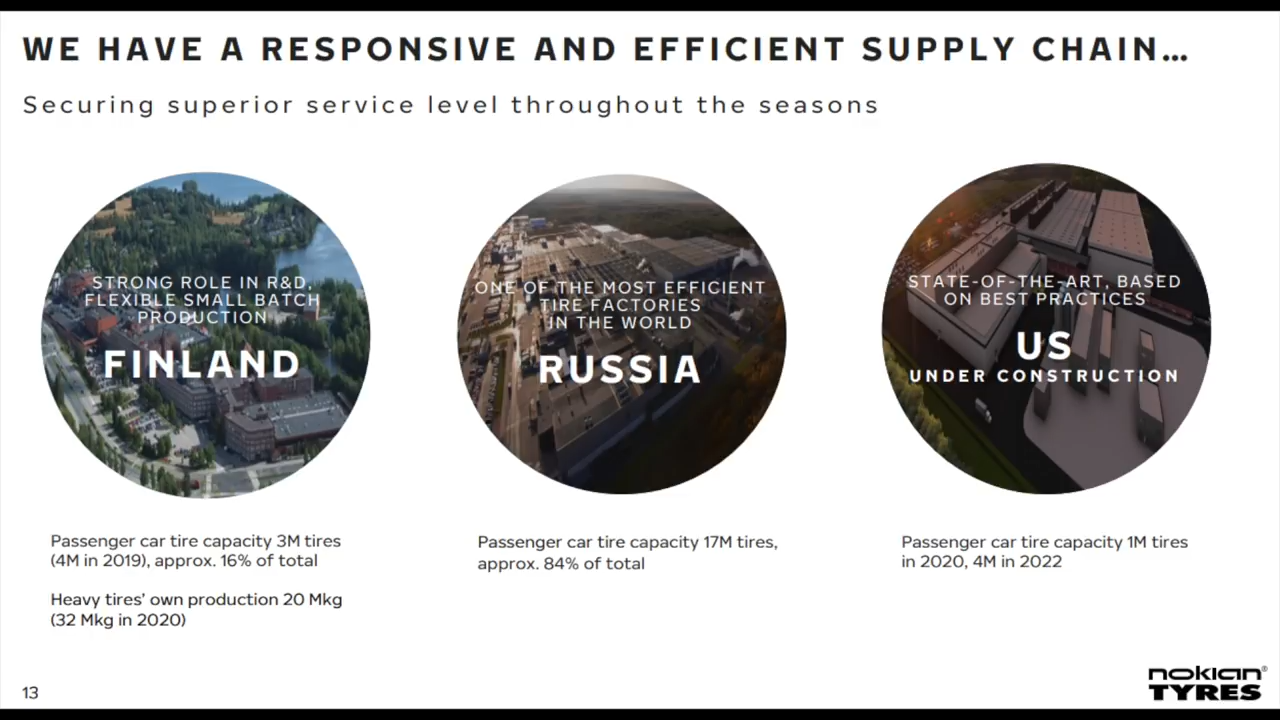 WE HAVE A RESPONSIVE AND EFFICIENT SUPPLY CHAIN…
Securing superior service level throughout the seasons
STRONG ROLE IN R&D,
FLEXIBLE SMALL BATCH
PRODUCTION
FINLAND
ONE OF THE MOST EFFICIENT
TIRE FACTORIES
IN THE WORLD
RUSSIA
STATE-OF-THE-ART, BASED
ON BEST PRACTICES
US
UNDER CONSTRUCTION
Passenger car tire capacity 3M tires
(4M in 2019), approx. 16% of total
Heavy tires’ own production 20 Mkg
(32 Mkg in 2020)
Passenger car tire capacity 17M tires,
approx. 84% of total
Passenger car tire capacity 1M tires
in 2020, 4M in 2022
13
nokian®
TYRES